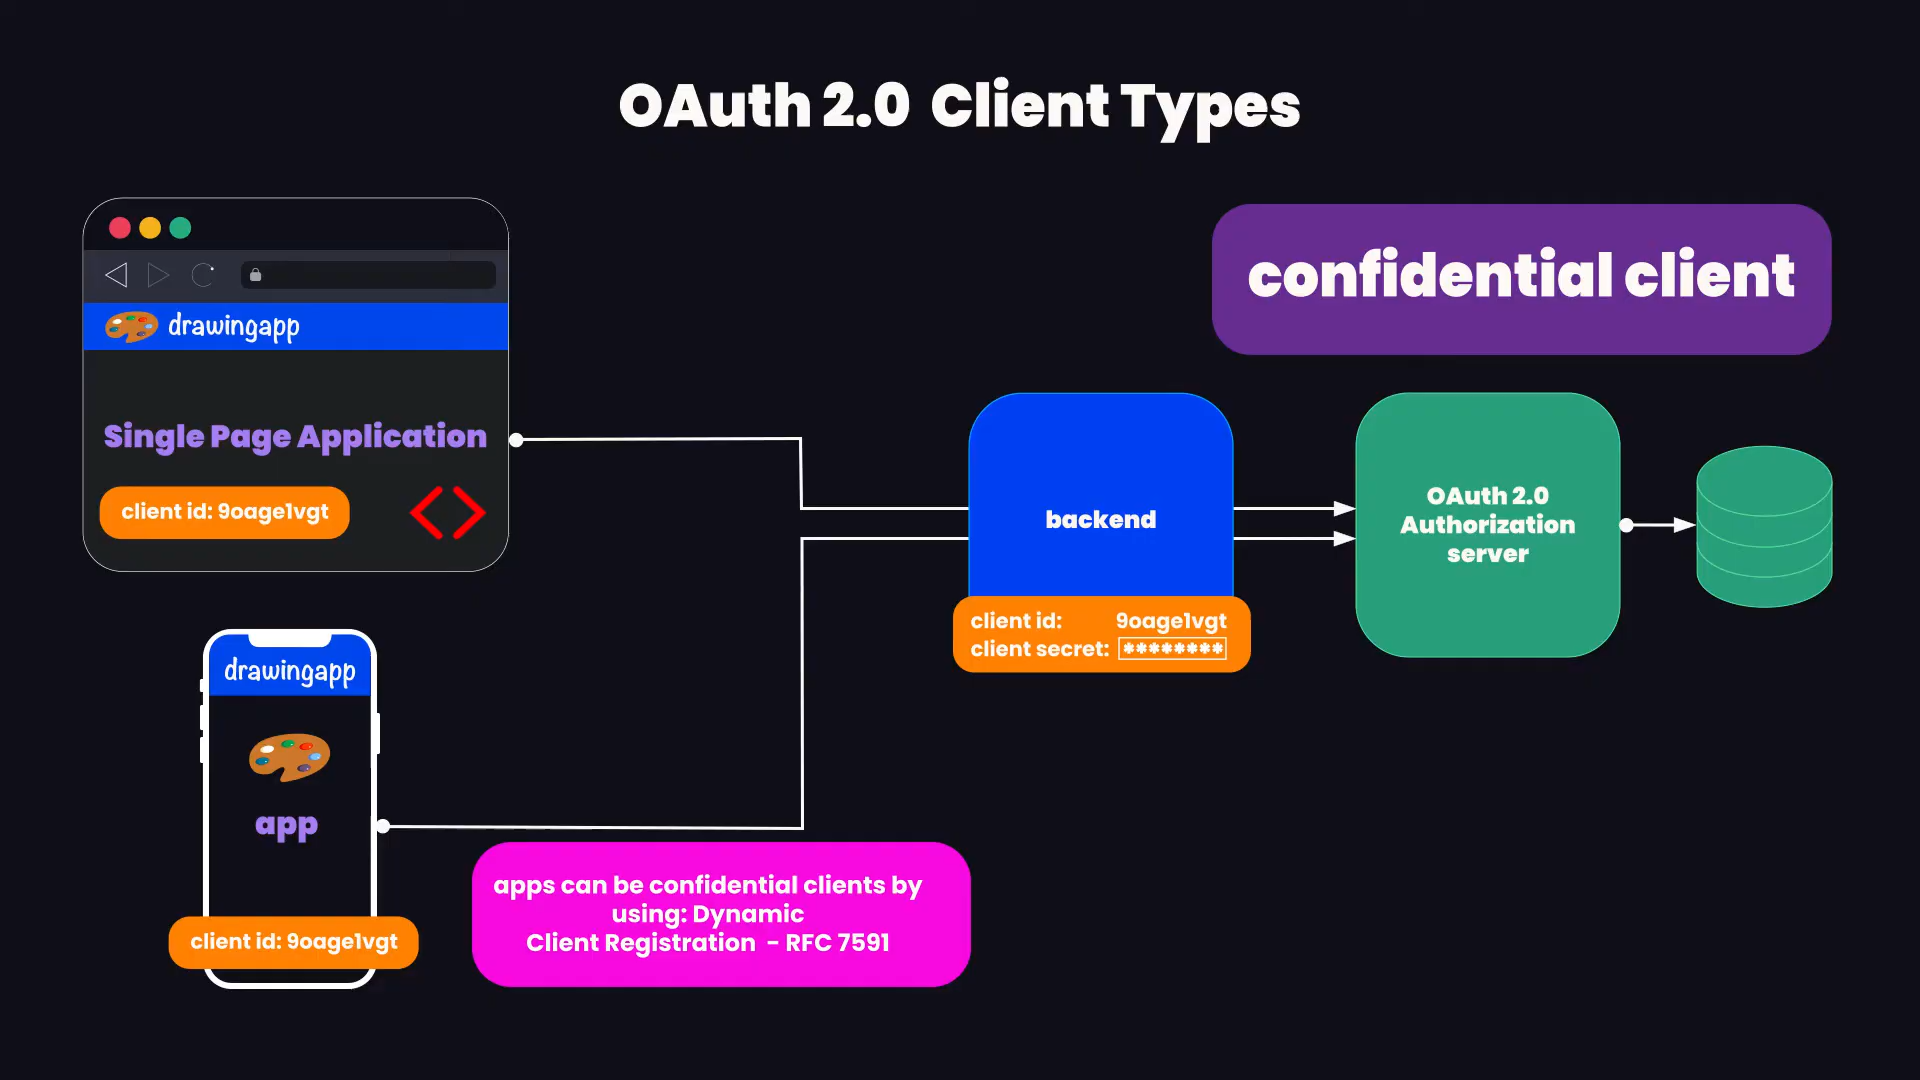 OAuth 2.0 Client Types
drawingapp
Single Page Application
client id: 9oage1vgt
confidential client
backend
client id: 9oage1vgt
client secret: ********
OAuth 2.0
Authorization
server
drawingapp
app
client id: 9oage1vgt
apps can be confidential clients by
using: Dynamic
Client Registration - RFC 7591